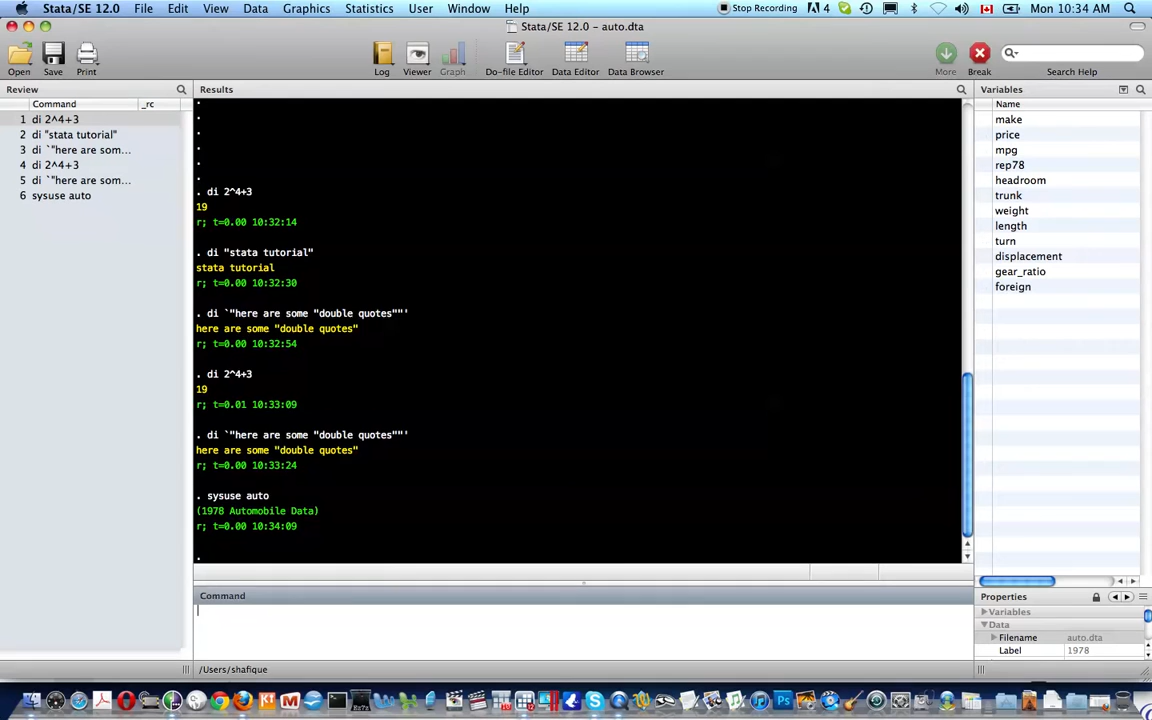 Stata/SE 12.0 File Edit View Data Graphics Statistics User Window Help Stop Recording 4 Mon 10:34 AM
Stata/SE 12.0 - auto.dta
Open Save Print Log Viewer Graph Do-file Editor Data Editor Data Browser More Break Search Help
Review
Command _rc
1 di 2^4+3
2 di "stata tutorial"
3 di `"here are som...
4 di 2^4+3
5 di `"here are som...
6 sysuse auto
Results
.
.
.
.
.
.
. di 2^4+3
19
r; t=0.00 10:32:14
. di "stata tutorial"
stata tutorial
r; t=0.00 10:32:30
. di `"here are some "double quotes""'
here are some "double quotes"
r; t=0.00 10:32:54
. di 2^4+3
19
r; t=0.01 10:33:09
. di `"here are some "double quotes""'
here are some "double quotes"
r; t=0.00 10:33:24
. sysuse auto
(1978 Automobile Data)
r; t=0.00 10:34:09
.
Command
/Users/shafique
Variables
Name
make
price
mpg
rep78
headroom
trunk
weight
length
turn
displacement
gear_ratio
foreign
Properties
Variables
Data
Filename auto.dta
Label 1978